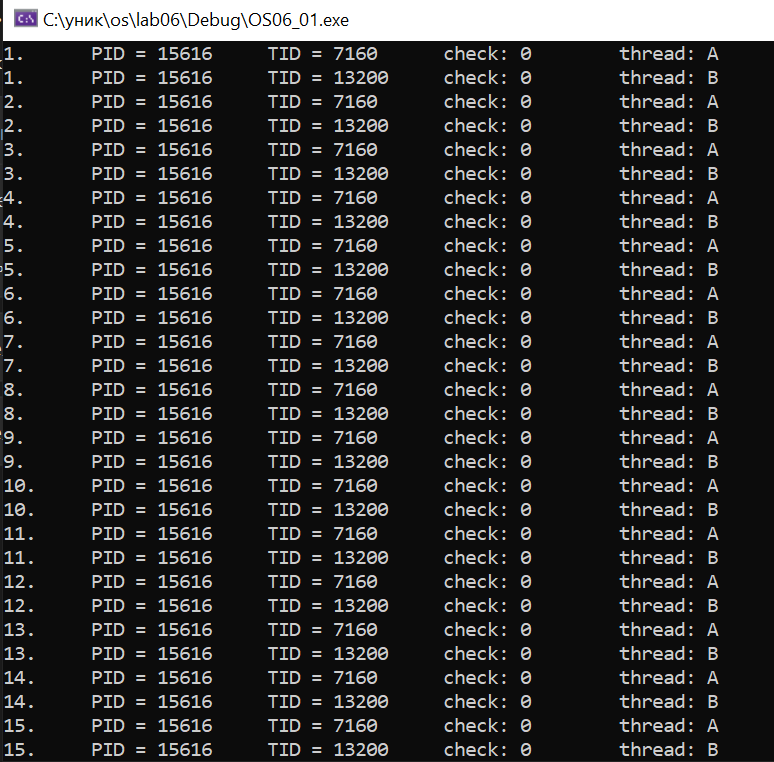 C:\уник\os\lab06\Debug\OS06_01.exe
1. PID = 15616 TID = 7160 check: 0 thread: A
1. PID = 15616 TID = 13200 check: 0 thread: B
2. PID = 15616 TID = 7160 check: 0 thread: A
2. PID = 15616 TID = 13200 check: 0 thread: B
3. PID = 15616 TID = 7160 check: 0 thread: A
3. PID = 15616 TID = 13200 check: 0 thread: B
4. PID = 15616 TID = 7160 check: 0 thread: A
4. PID = 15616 TID = 13200 check: 0 thread: B
5. PID = 15616 TID = 7160 check: 0 thread: A
5. PID = 15616 TID = 13200 check: 0 thread: B
6. PID = 15616 TID = 7160 check: 0 thread: A
6. PID = 15616 TID = 13200 check: 0 thread: B
7. PID = 15616 TID = 7160 check: 0 thread: A
7. PID = 15616 TID = 13200 check: 0 thread: B
8. PID = 15616 TID = 7160 check: 0 thread: A
8. PID = 15616 TID = 13200 check: 0 thread: B
9. PID = 15616 TID = 7160 check: 0 thread: A
9. PID = 15616 TID = 13200 check: 0 thread: B
10. PID = 15616 TID = 7160 check: 0 thread: A
10. PID = 15616 TID = 13200 check: 0 thread: B
11. PID = 15616 TID = 7160 check: 0 thread: A
11. PID = 15616 TID = 13200 check: 0 thread: B
12. PID = 15616 TID = 7160 check: 0 thread: A
12. PID = 15616 TID = 13200 check: 0 thread: B
13. PID = 15616 TID = 7160 check: 0 thread: A
13. PID = 15616 TID = 13200 check: 0 thread: B
14. PID = 15616 TID = 7160 check: 0 thread: A
14. PID = 15616 TID = 13200 check: 0 thread: B
15. PID = 15616 TID = 7160 check: 0 thread: A
15. PID = 15616 TID = 13200 check: 0 thread: B